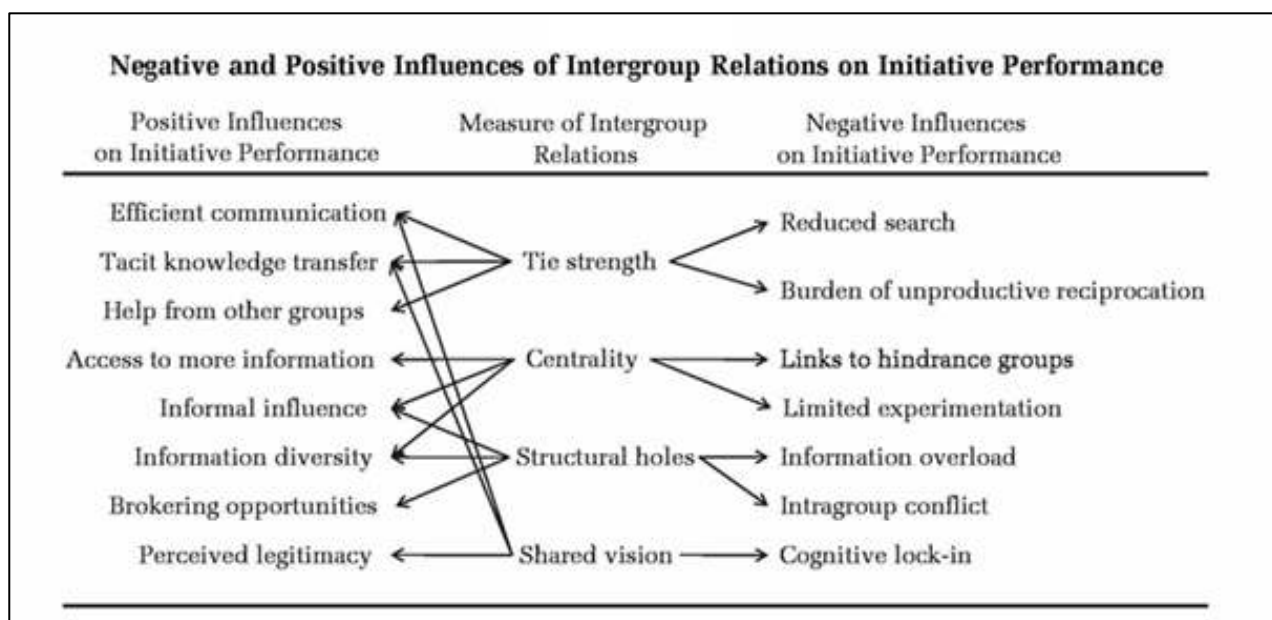 Negative and Positive Influences of Intergroup Relations on Initiative Performance
Positive Influences
on Initiative Performance
Measure of Intergroup
Relations
Negative Influences
on Initiative Performance
Efficient communication
Tacit knowledge transfer
Help from other groups
Access to more information
Informal influence
Information diversity
Brokering opportunities
Perceived legitimacy
Tie strength
Centrality
Structural holes
Shared vision
Reduced search
Burden of unproductive reciprocation
Links to hindrance groups
Limited experimentation
Information overload
Intragroup conflict
Cognitive lock-in